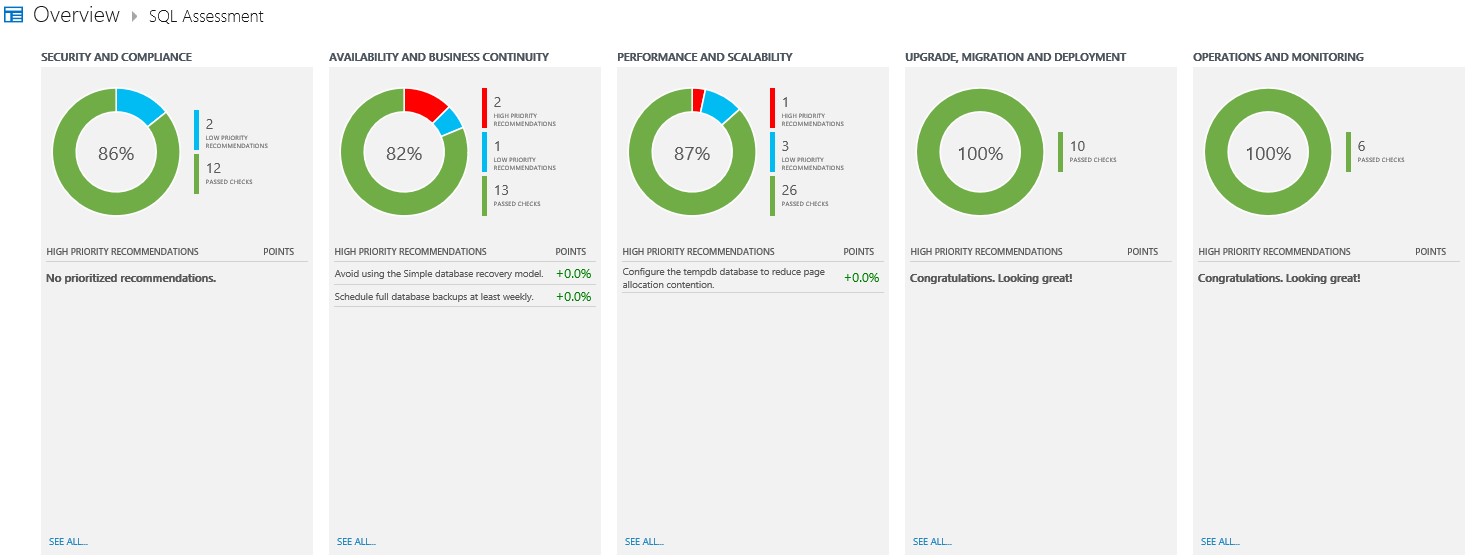 Overview SQL Assessment
SECURITY AND COMPLIANCE
86%
2
LOW PRIORITY
RECOMMENDATIONS
12
PASSED CHECKS
HIGH PRIORITY RECOMMENDATIONS POINTS
No prioritized recommendations.
SEE ALL...
AVAILABILITY AND BUSINESS CONTINUITY
82%
2
HIGH PRIORITY
RECOMMENDATIONS
1
LOW PRIORITY
RECOMMENDATIONS
13
PASSED CHECKS
HIGH PRIORITY RECOMMENDATIONS POINTS
Avoid using the Simple database recovery model. +0.0%
Schedule full database backups at least weekly. +0.0%
SEE ALL...
PERFORMANCE AND SCALABILITY
87%
1
HIGH PRIORITY
RECOMMENDATIONS
3
LOW PRIORITY
RECOMMENDATIONS
26
PASSED CHECKS
HIGH PRIORITY RECOMMENDATIONS POINTS
Configure the tempdb database to reduce page
allocation contention. +0.0%
SEE ALL...
UPGRADE, MIGRATION AND DEPLOYMENT
100%
10
PASSED CHECKS
HIGH PRIORITY RECOMMENDATIONS POINTS
Congratulations. Looking great!
SEE ALL...
OPERATIONS AND MONITORING
100%
6
PASSED CHECKS
HIGH PRIORITY RECOMMENDATIONS POINTS
Congratulations. Looking great!
SEE ALL...